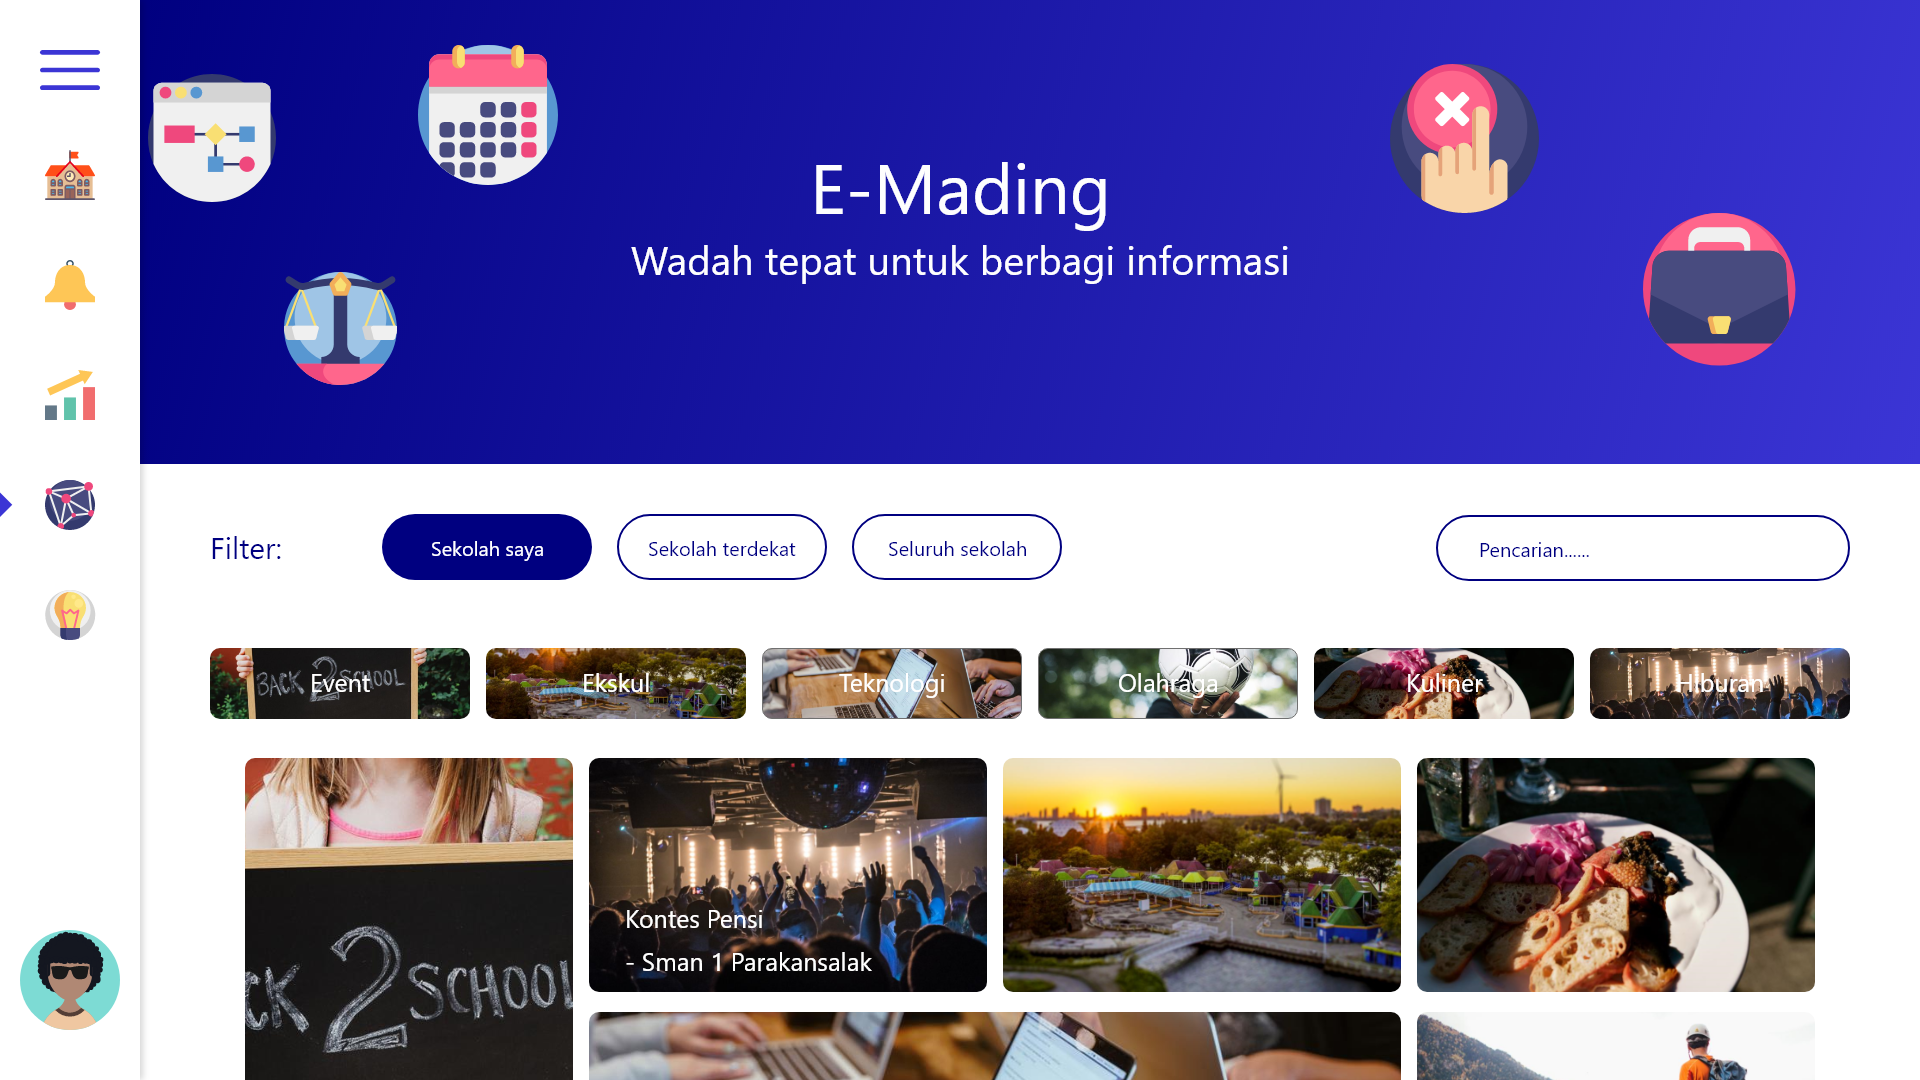 E-Mading
Wadah tepat untuk berbagi informasi
Filter:
Sekolah saya
Sekolah terdekat
Seluruh sekolah
Pencarian......
BACK 2 SCHOOL
Event
Ekskul
Teknologi
Olahraga
Kuliner
Hiburan
CK 2 SCHOOL
Kontes Pensi
- Sman 1 Parakansalak